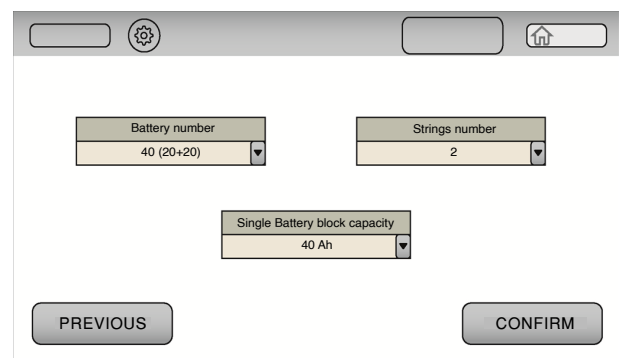 Battery number
40 (20+20)
Strings number
2
Single Battery block capacity
40 Ah
PREVIOUS
CONFIRM